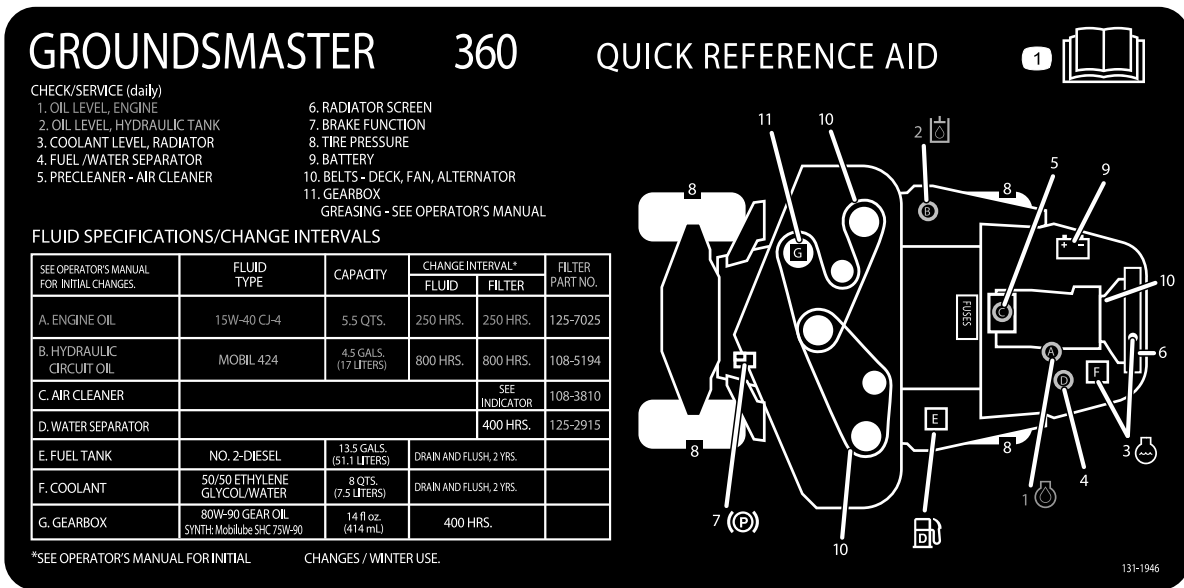 GROUNDSMASTER 360 QUICK REFERENCE AID
1
CHECK/SERVICE (daily)
1. OIL LEVEL, ENGINE
2. OIL LEVEL, HYDRAULIC TANK
3. COOLANT LEVEL, RADIATOR
4. FUEL /WATER SEPARATOR
5. PRECLEANER - AIR CLEANER
6. RADIATOR SCREEN
7. BRAKE FUNCTION
8. TIRE PRESSURE
9. BATTERY
10. BELTS - DECK, FAN, ALTERNATOR
11. GEARBOX
GREASING - SEE OPERATOR'S MANUAL
FLUID SPECIFICATIONS/CHANGE INTERVALS
SEE OPERATOR'S MANUAL
FOR INITIAL CHANGES.
FLUID
TYPE
CAPACITY
CHANGE INTERVAL*
FLUID
FILTER
FILTER
PART NO.
A. ENGINE OIL
15W-40 CJ-4
5.5 QTS.
250 HRS.
250 HRS.
125-7025
B. HYDRAULIC
CIRCUIT OIL
MOBIL 424
4.5 GALS.
(17 LITERS)
800 HRS.
800 HRS.
108-5194
C. AIR CLEANER
SEE
INDICATOR
108-3810
D. WATER SEPARATOR
400 HRS.
125-2915
E. FUEL TANK
NO. 2-DIESEL
13.5 GALS.
(51.1 LITERS)
DRAIN AND FLUSH, 2 YRS.
F. COOLANT
50/50 ETHYLENE
GLYCOL/WATER
8 QTS.
(7.5 LITERS)
DRAIN AND FLUSH, 2 YRS.
G. GEARBOX
80W-90 GEAR OIL
SYNTH: Mobilube SHC 75W-90
14 fl oz.
(414 mL)
400 HRS.
*SEE OPERATOR'S MANUAL FOR INITIAL CHANGES / WINTER USE.
11
10
2
5
9
8
8
B
G
+ -
10
C
FUSES
A
6
D
F
E
8
8
3
4
1
7 (P)
D
10
131-1946